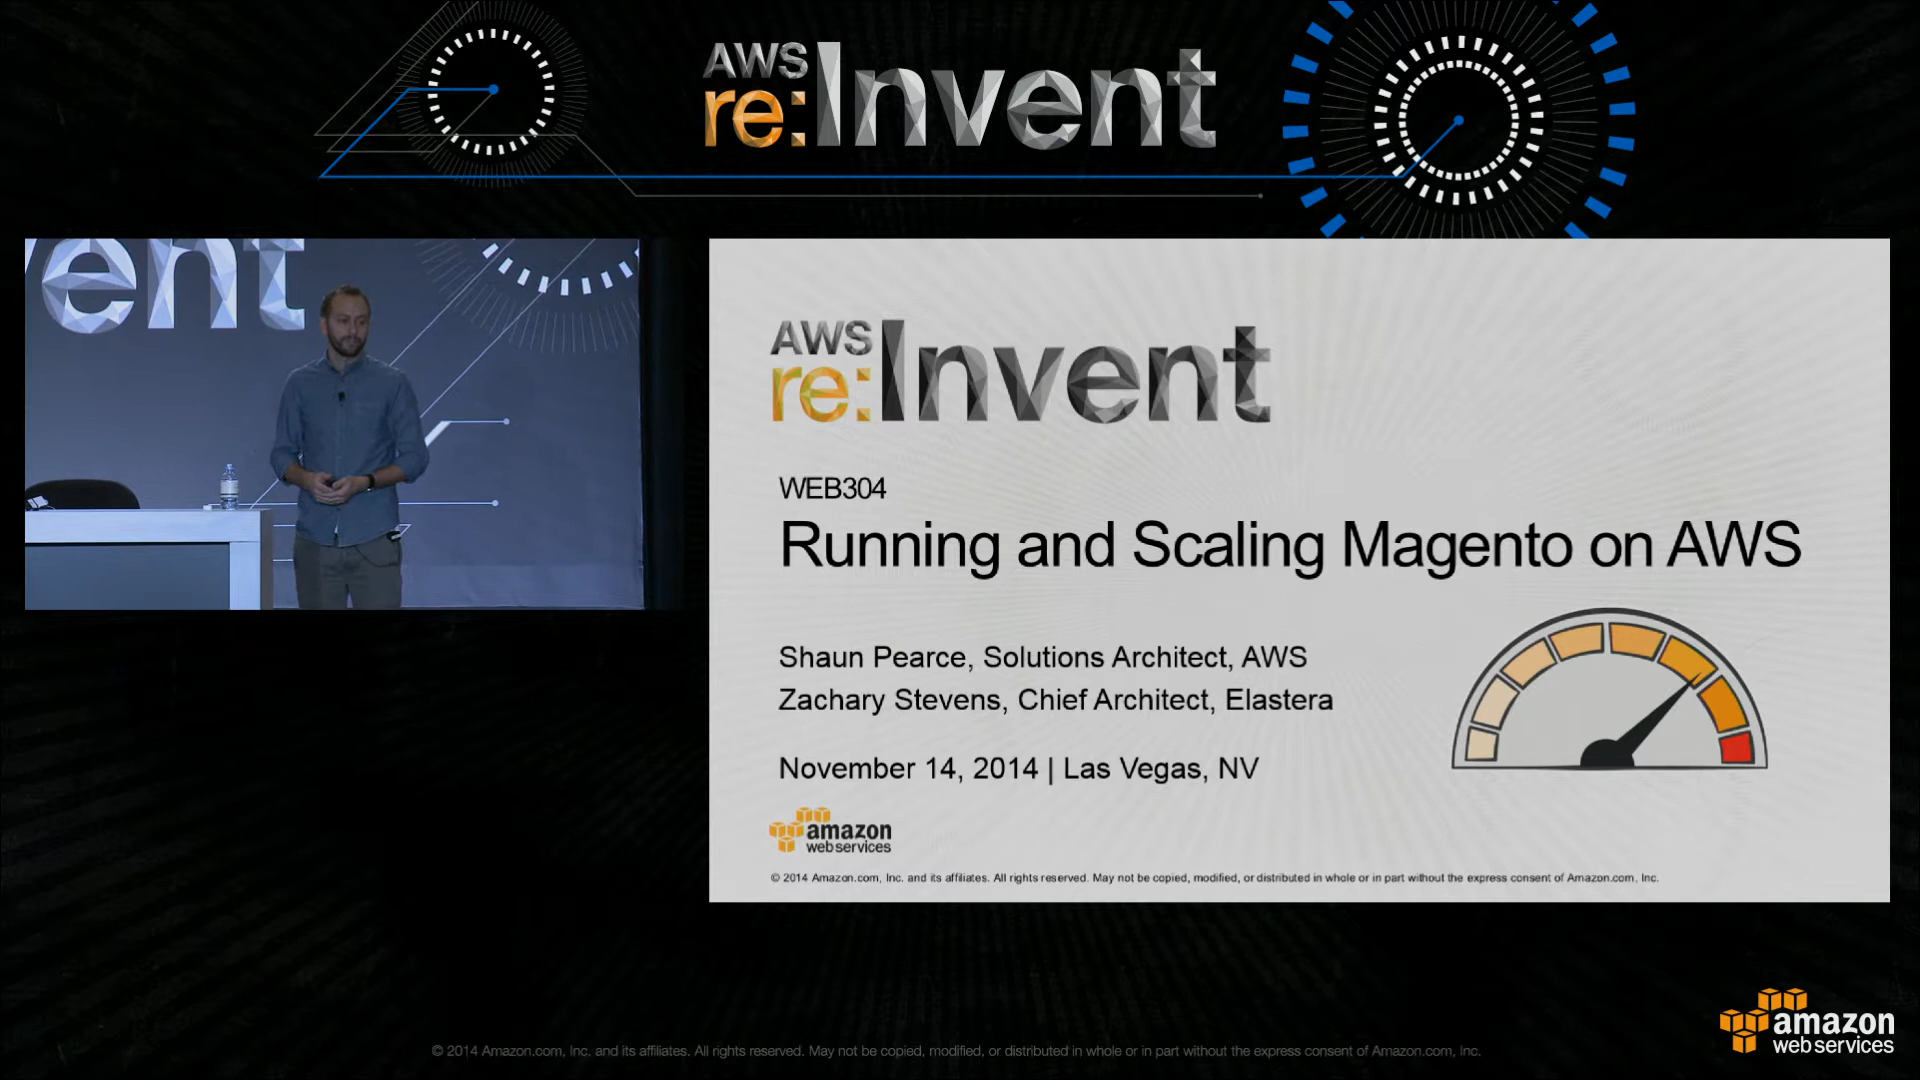 AWS
re:Invent
ent
AWS
re:Invent
WEB304
Running and Scaling Magento on AWS
Shaun Pearce, Solutions Architect, AWS
Zachary Stevens, Chief Architect, Elastera
November 14, 2014 | Las Vegas, NV
amazon
web services
© 2014 Amazon.com, Inc. and its affiliates. All rights reserved. May not be copied, modified, or distributed in whole or in part without the express consent of Amazon.com, Inc.
amazon
web services
© 2014 Amazon.com, Inc. and its affiliates. All rights reserved. May not be copied, modified, or distributed in whole or in part without the express consent of Amazon.com, Inc.